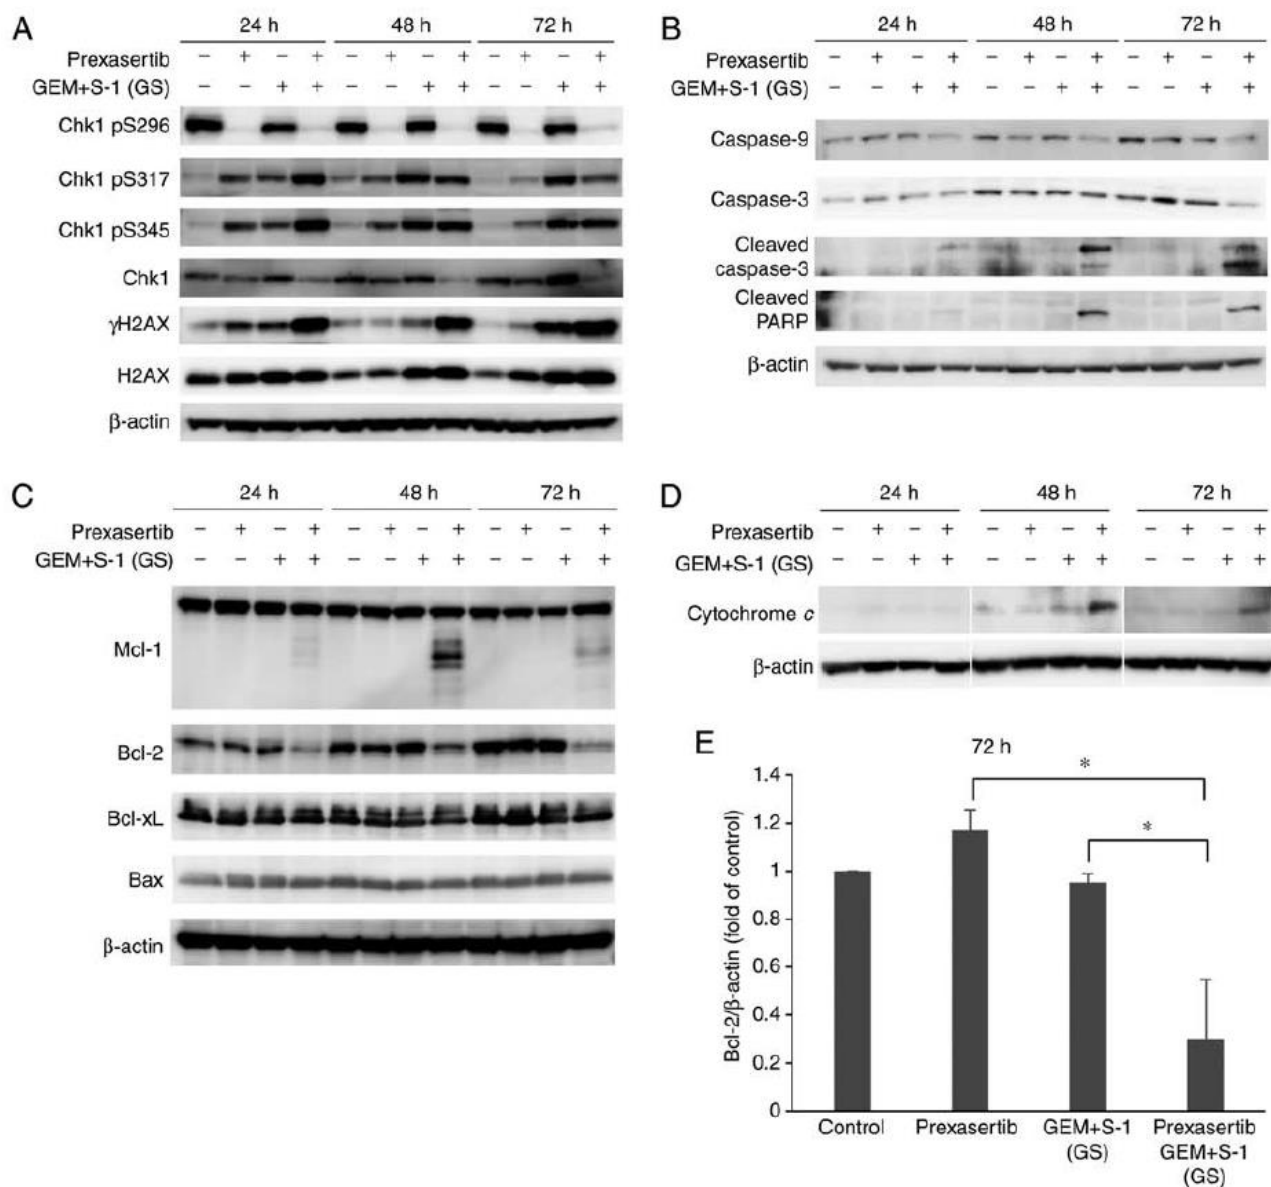 A
24 h 48 h 72 h
Prexasertib – + – + – + – + – + – +
GEM+S-1 (GS) – – + + – – + + – – + +
Chk1 pS296
Chk1 pS317
Chk1 pS345
Chk1
γH2AX
H2AX
β-actin
B
24 h 48 h 72 h
Prexasertib – + – + – + – + – + – +
GEM+S-1 (GS) – – + + – – + + – – + +
Caspase-9
Caspase-3
Cleaved
caspase-3
Cleaved
PARP
β-actin
C
24 h 48 h 72 h
Prexasertib – + – + – + – + – + – +
GEM+S-1 (GS) – – + + – – + + – – + +
Mcl-1
Bcl-2
Bcl-xL
Bax
β-actin
D
24 h 48 h 72 h
Prexasertib – + – + – + – + – + – +
GEM+S-1 (GS) – – + + – – + + – – + +
Cytochrome c
β-actin
E
72 h
Bcl-2/β-actin (fold of control)
1.4
1.2
1
0.8
0.6
0.4
0.2
0
*
*
Control Prexasertib GEM+S-1 Prexasertib
(GS) GEM+S-1
(GS)